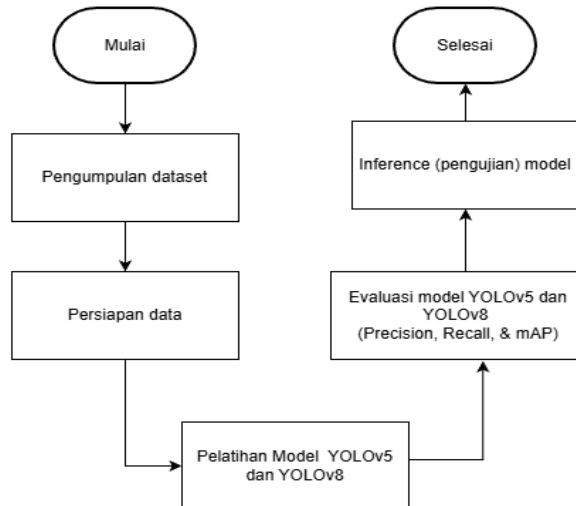 Mulai
Pengumpulan dataset
Persiapan data
Pelatihan Model YOLOv5
dan YOLOv8
Evaluasi model YOLOv5 dan
YOLOv8
(Precision, Recall, & mAP)
Inference (pengujian) model
Selesai